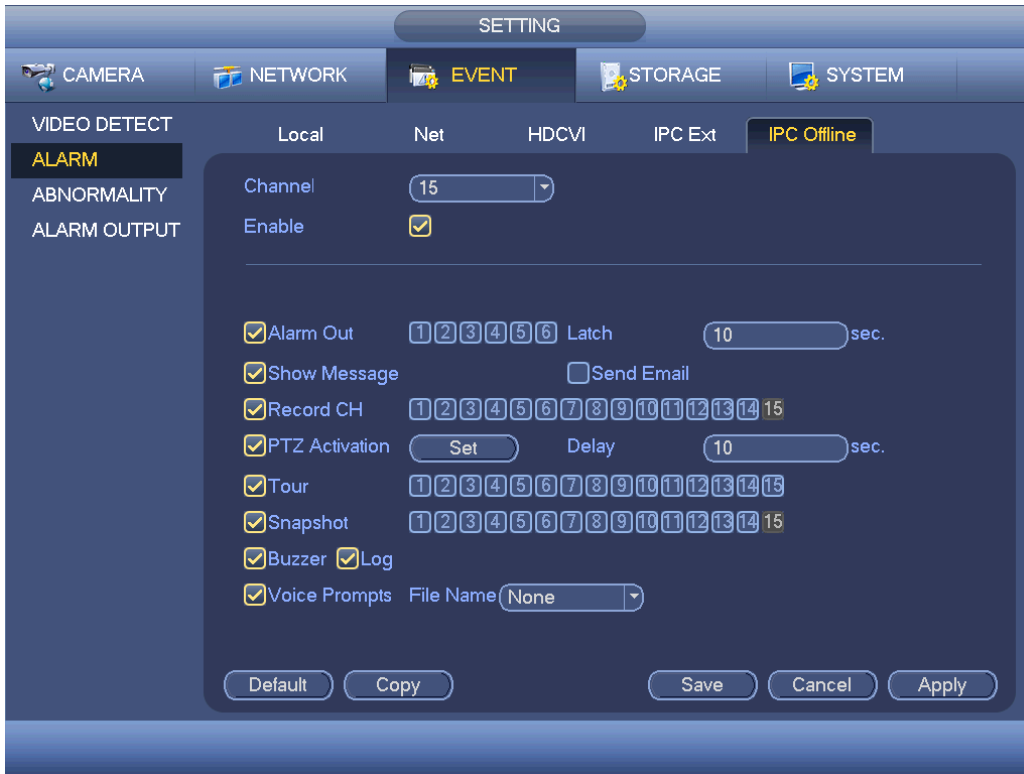 SETTING
CAMERA NETWORK EVENT STORAGE SYSTEM
VIDEO DETECT
ALARM
ABNORMALITY
ALARM OUTPUT
Local Net HDCVI IPC Ext IPC Offline
Channel 15
Enable
Alarm Out 1 2 3 4 5 6 Latch 10 sec.
Show Message Send Email
Record CH 1 2 3 4 5 6 7 8 9 10 11 12 13 14 15
PTZ Activation Set Delay 10 sec.
Tour 1 2 3 4 5 6 7 8 9 10 11 12 13 14 15
Snapshot 1 2 3 4 5 6 7 8 9 10 11 12 13 14 15
Buzzer Log
Voice Prompts File Name None
Default Copy Save Cancel Apply